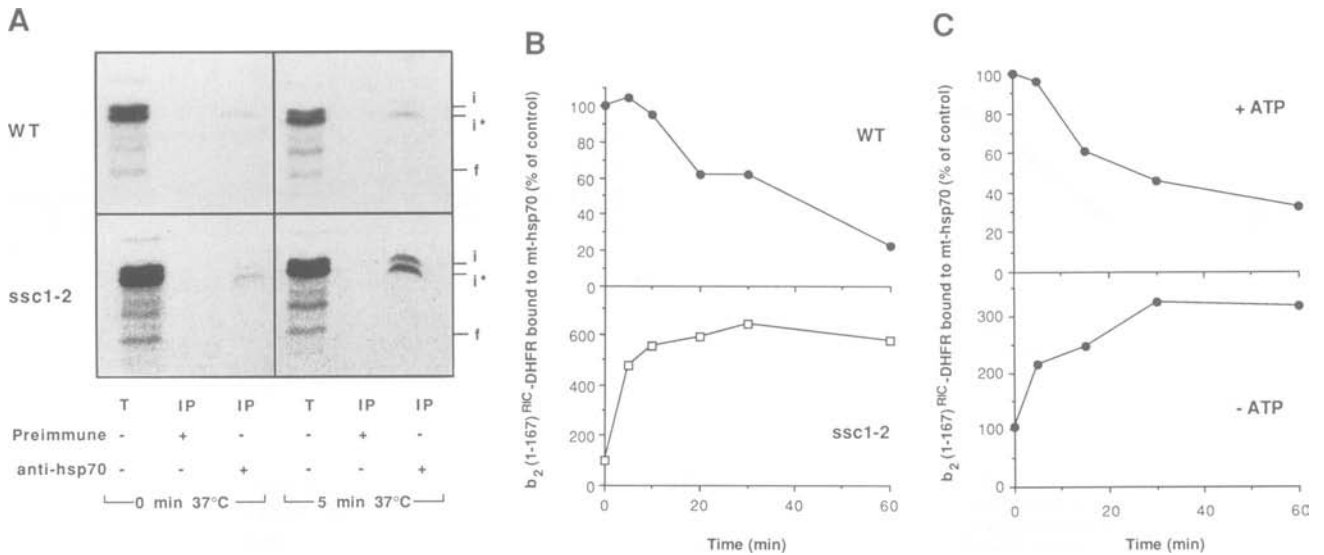 A
WT
i
i*
f
ssc1-2
i
i*
f
T IP IP T IP IP
Preimmune - + - - + -
anti-hsp70 - - + - - +
0 min 37°C 5 min 37°C
B
b2 (1-167)RIC-DHFR bound to mt-hsp70 (% of control)
100
80
60
40
20
0
WT
600
400
200
0
ssc1-2
0 20 40 60
Time (min)
C
b2 (1-167)RIC-DHFR bound to mt-hsp70 (% of control)
100
80
60
40
20
0
+ ATP
300
200
100
0
- ATP
0 20 40 60
Time (min)